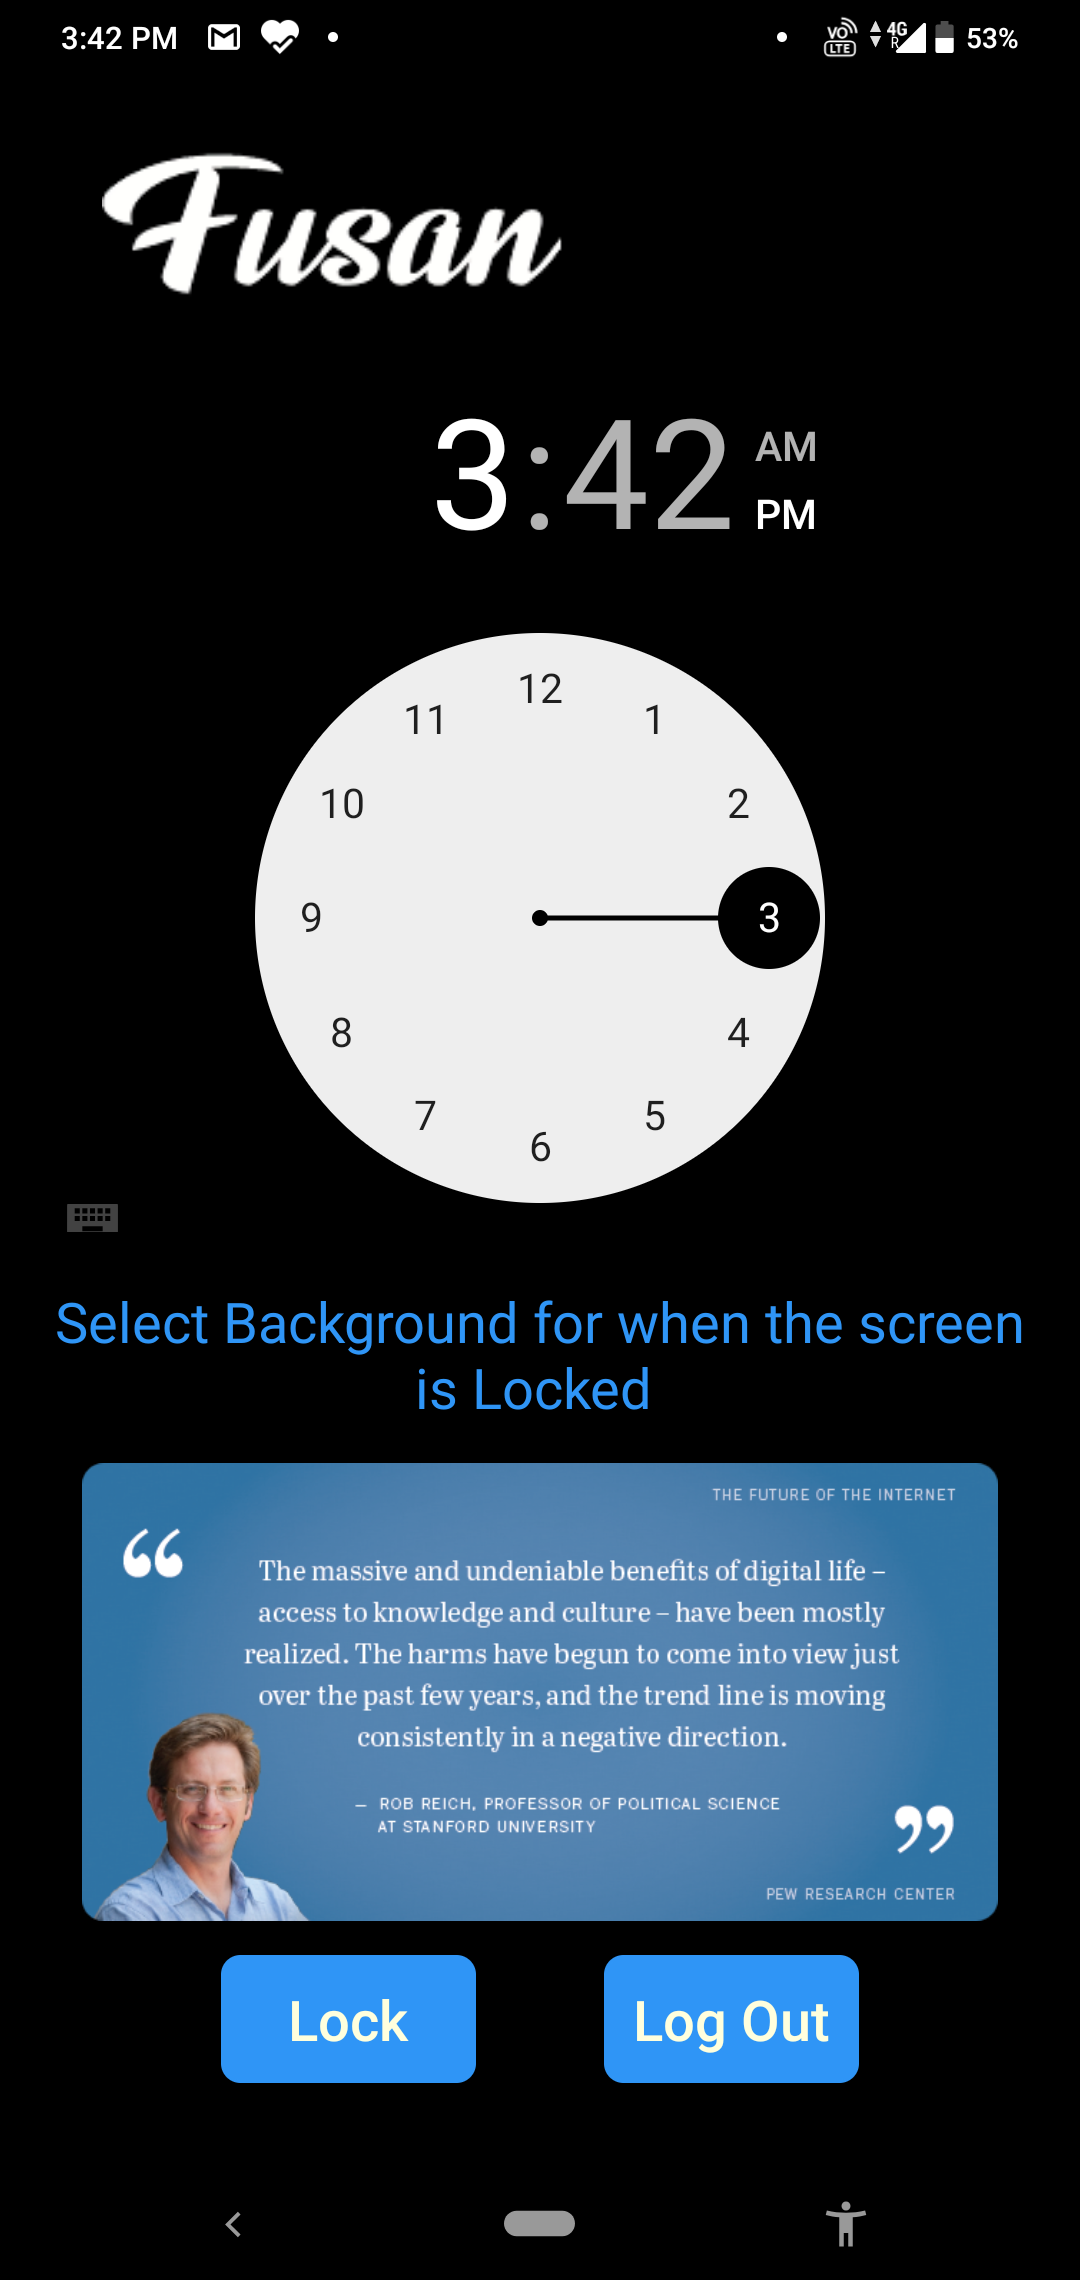 3:42 PM
VO LTE 4G R 53%
Fusan
3:42 AM PM
12
11 1
10 2
9 3
8 4
7 5
6
Select Background for when the screen
is Locked
THE FUTURE OF THE INTERNET
“
The massive and undeniable benefits of digital life –
access to knowledge and culture – have been mostly
realized. The harms have begun to come into view just
over the past few years, and the trend line is moving
consistently in a negative direction.
— ROB REICH, PROFESSOR OF POLITICAL SCIENCE
AT STANFORD UNIVERSITY
”
PEW RESEARCH CENTER
Lock Log Out